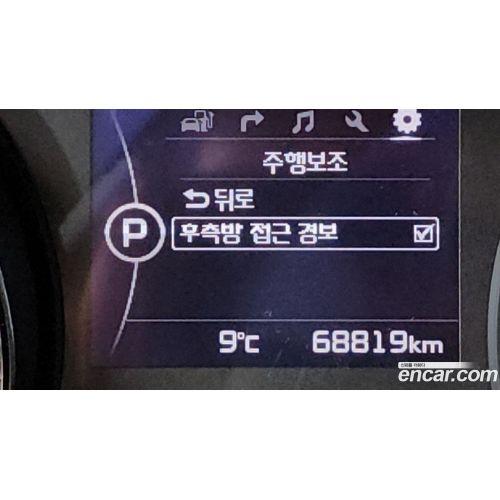 주행보조
뒤로
P
후측방 접근 경보
9°C
68819km
encar.com